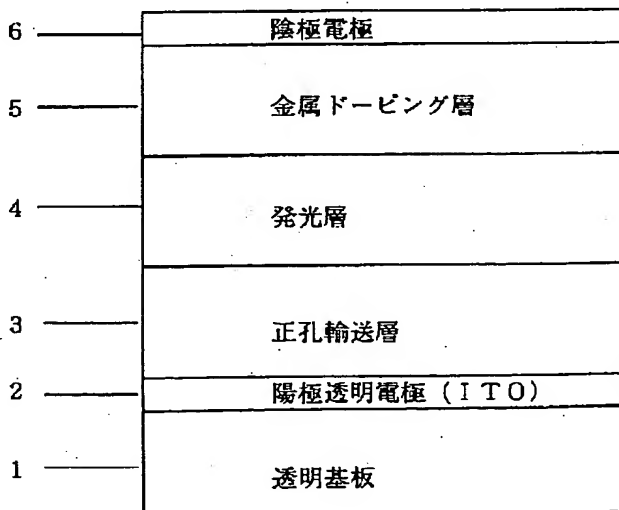 6 陰極電極
5 金属ドーピング層
4 発光層
3 正孔輸送層
2 陽極透明電極(ITO)
1 透明基板